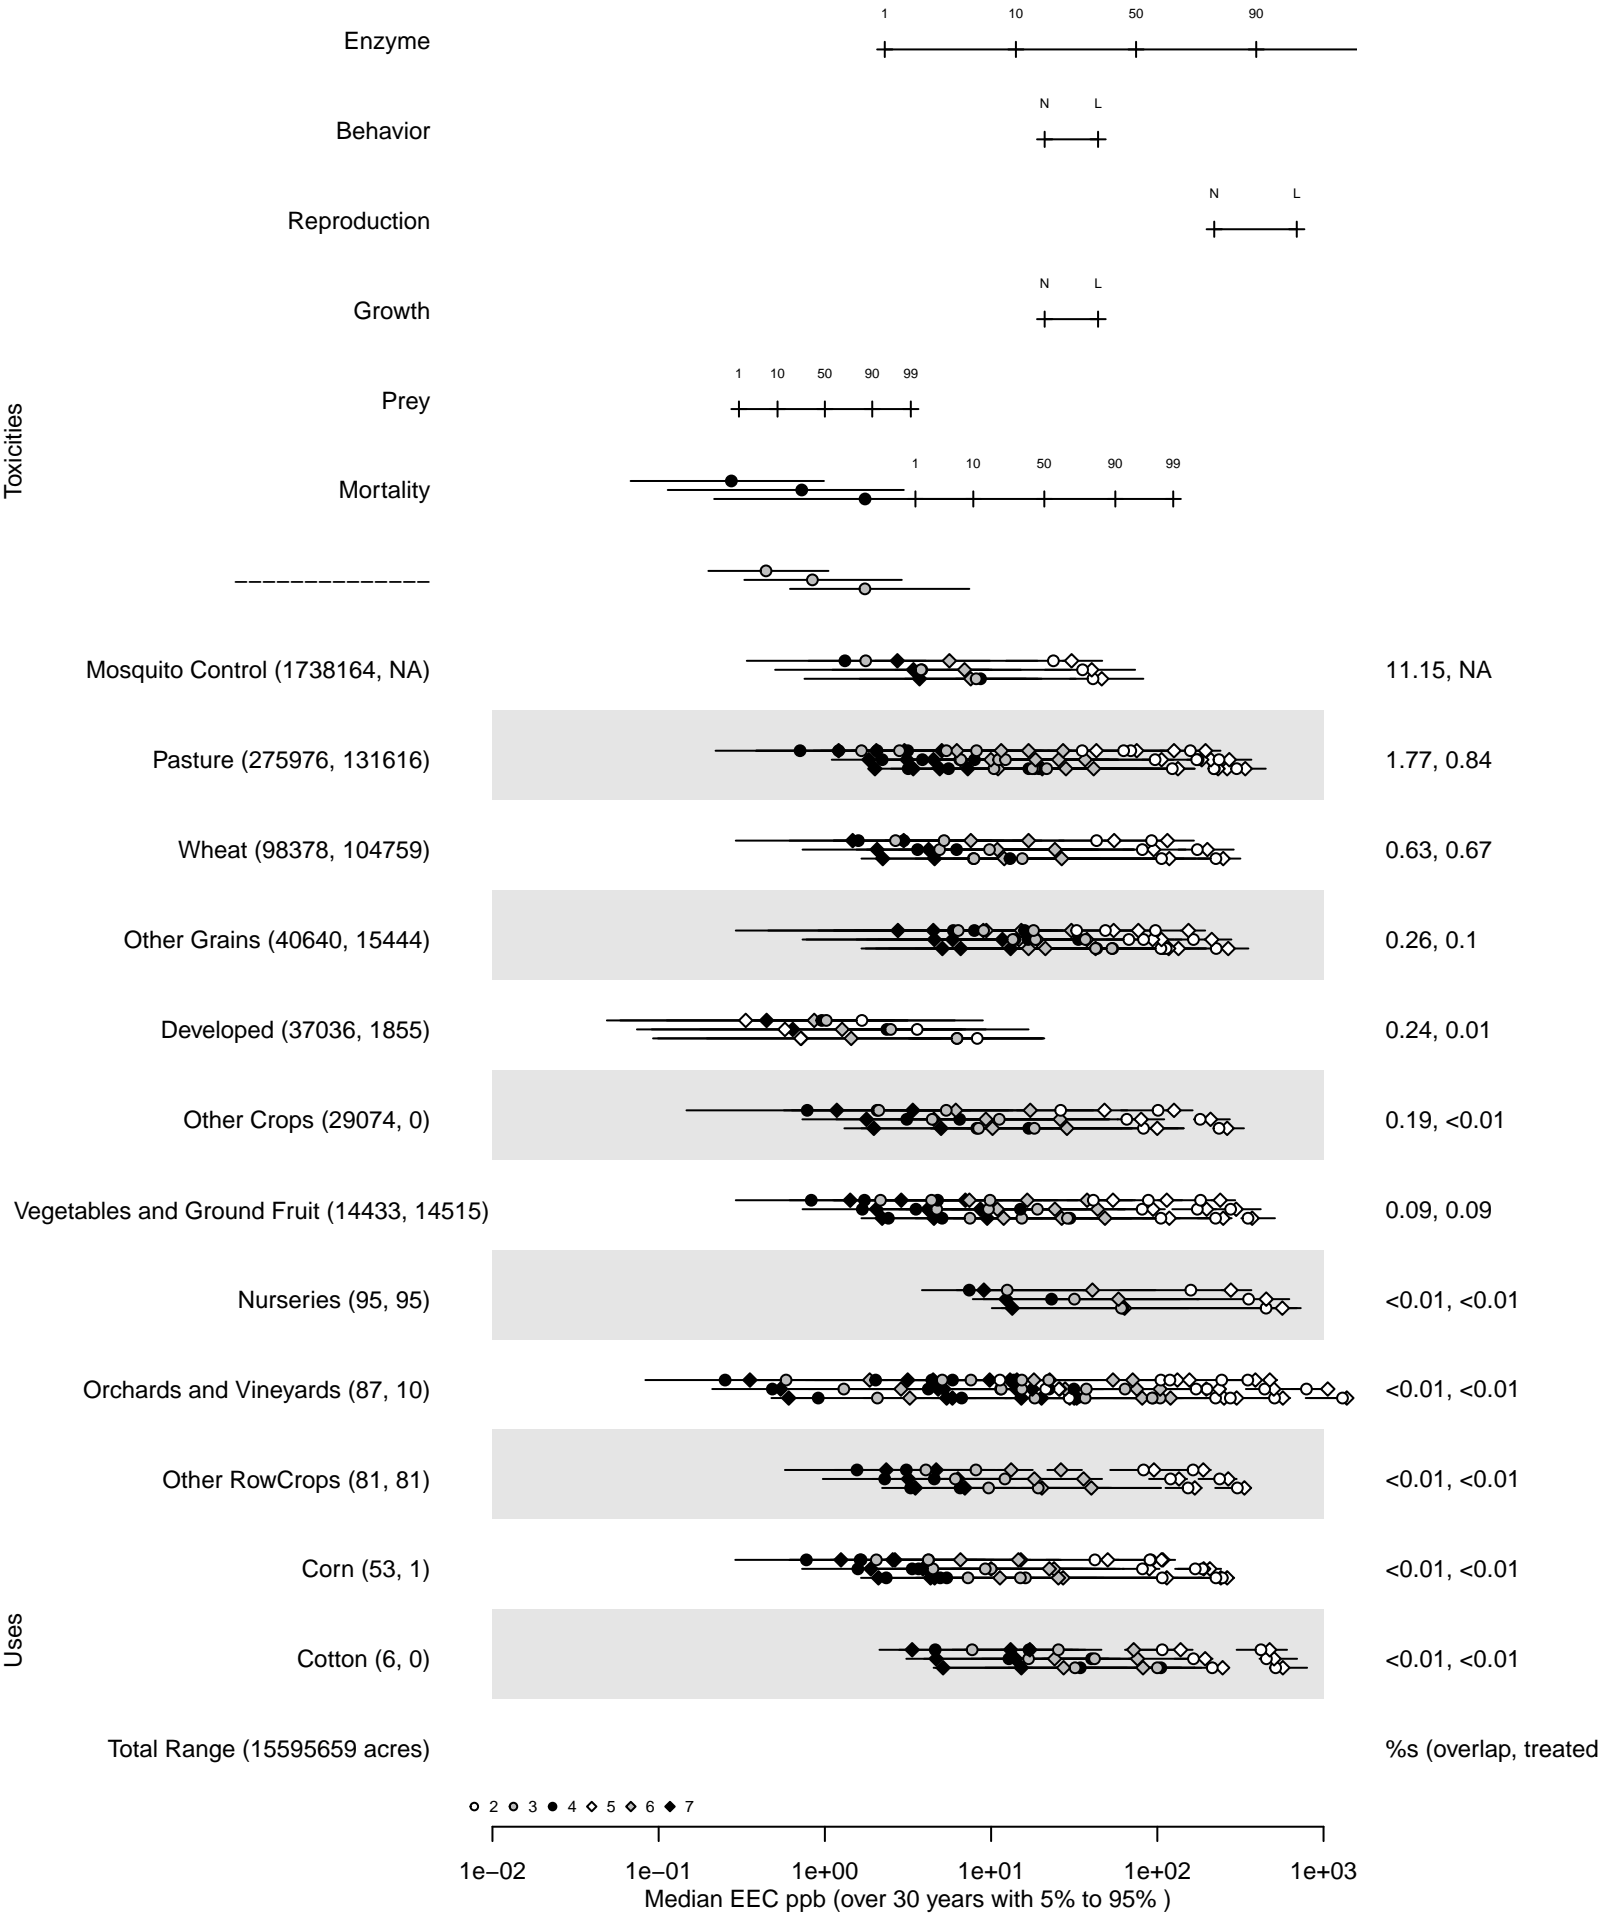 1 10 50 90
Enzyme
N L
Behavior
N L
Reproduction
N L
Growth
1 10 50 90 99
Prey
1 10 50 90 99
Mortality
Toxicities
−−−−−−−−−−−−−−
Mosquito Control (1738164, NA) 11.15, NA
Pasture (275976, 131616) 1.77, 0.84
Wheat (98378, 104759) 0.63, 0.67
Other Grains (40640, 15444) 0.26, 0.1
Developed (37036, 1855) 0.24, 0.01
Other Crops (29074, 0) 0.19, <0.01
Vegetables and Ground Fruit (14433, 14515) 0.09, 0.09
Nurseries (95, 95) <0.01, <0.01
Orchards and Vineyards (87, 10) <0.01, <0.01
Other RowCrops (81, 81) <0.01, <0.01
Corn (53, 1) <0.01, <0.01
Uses
Cotton (6, 0) <0.01, <0.01
Total Range (15595659 acres) %s (overlap, treated
2 3 4 5 6 7
1e−02 1e−01 1e+00 1e+01 1e+02 1e+03
Median EEC ppb (over 30 years with 5% to 95% )